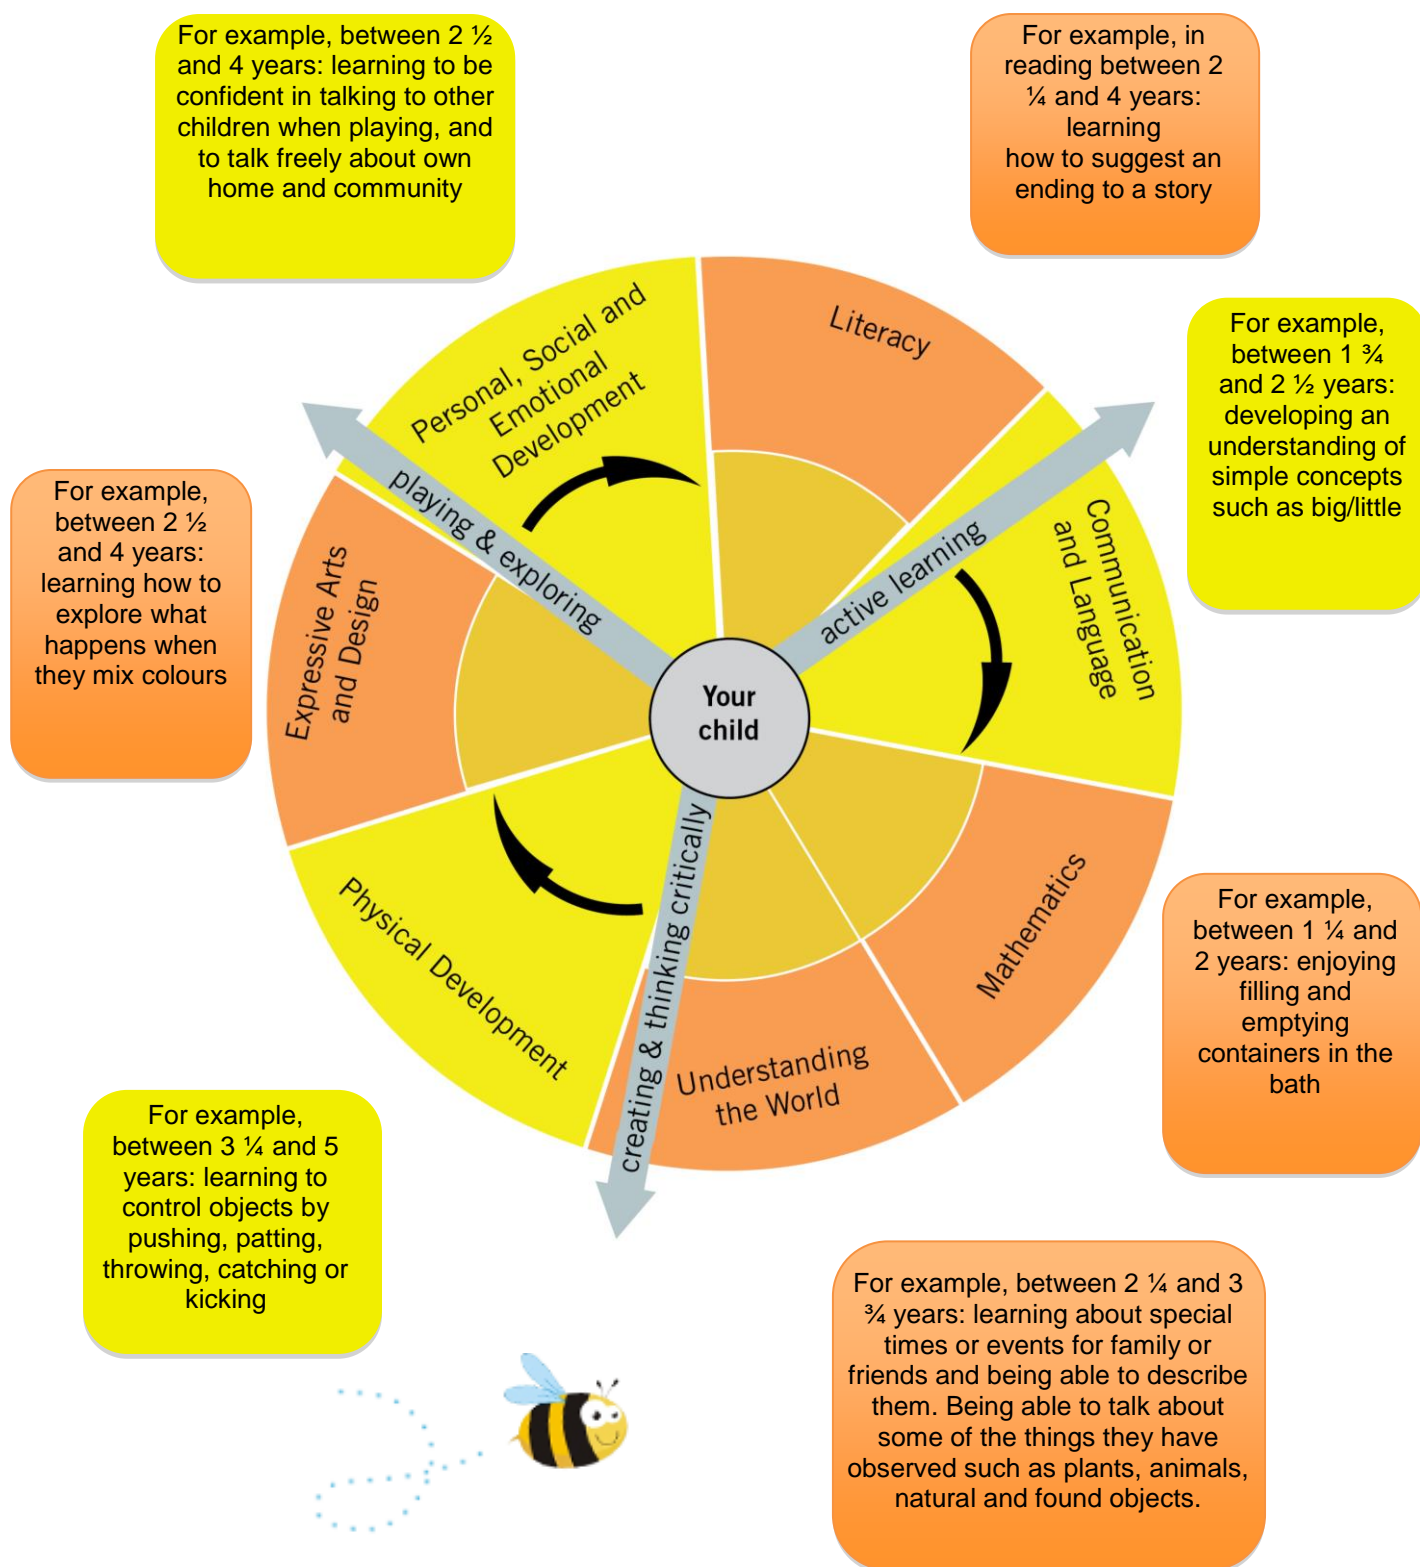 For example, between 2 ½
and 4 years: learning to be
confident in talking to other
children when playing, and
to talk freely about own
home and community
For example, in
reading between 2
¼ and 4 years:
learning
how to suggest an
ending to a story
For example,
between 1 ¾
and 2 ½ years:
developing an
understanding of
simple concepts
such as big/little
For example,
between 2 ½
and 4 years:
learning how to
explore what
happens when
they mix colours
Personal, Social and
Emotional
Development
Literacy
Communication
and Language
playing & exploring
active learning
Expressive Arts
and Design
Your
child
creating & thinking critically
Physical Development
Mathematics
Understanding
the World
For example,
between 1 ¼ and
2 years: enjoying
filling and
emptying
containers in the
bath
For example,
between 3 ¼ and 5
years: learning to
control objects by
pushing, patting,
throwing, catching or
kicking
For example, between 2 ¼ and 3
¾ years: learning about special
times or events for family or
friends and being able to describe
them. Being able to talk about
some of the things they have
observed such as plants, animals,
natural and found objects.